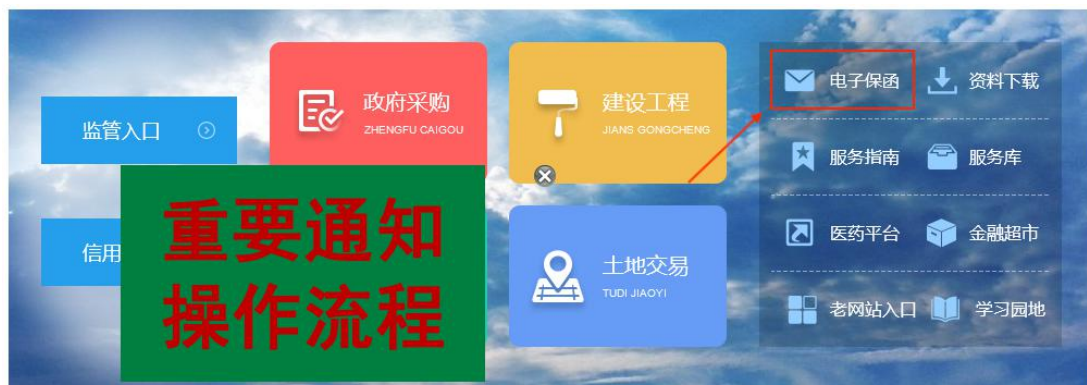 监管入口
信用
政府采购
ZHENGFU CAIGOU
建设工程
JIANS GONGCHENG
重要通知
操作流程
土地交易
TUDI JIAOYI
电子保函
资料下载
服务指南
服务库
医药平台
金融超市
老网站入口
学习园地